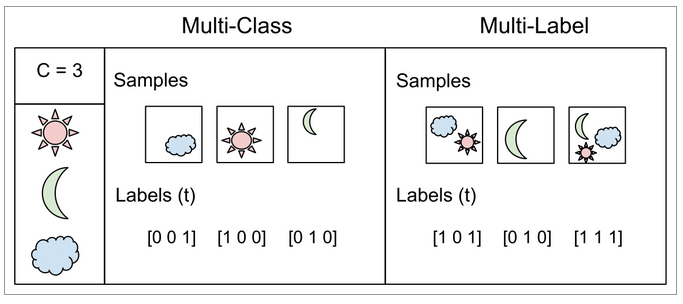 Multi-Class
Multi-Label
C = 3
Samples
Labels (t)
[0 0 1] [1 0 0] [0 1 0]
Samples
Labels (t)
[1 0 1] [0 1 0] [1 1 1]